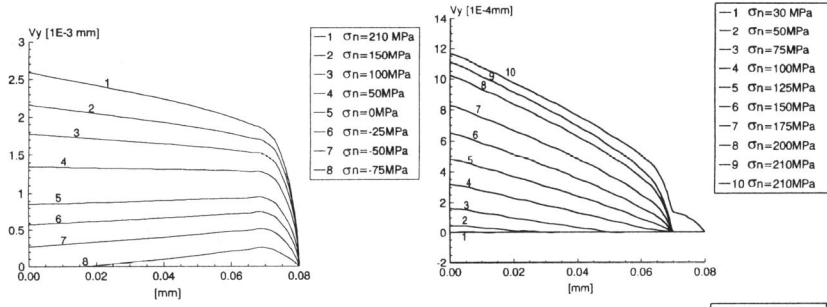 Vy [1E-3 mm]
3
2.5
2
1.5
1
0.5
0
0.00
0.02
0.04
0.06
0.08
[mm]
1
2
3
4
5
6
7
8
1 σn=210 MPa
2 σn=150MPa
3 σn=100MPa
4 σn=50MPa
5 σn=0MPa
6 σn=-25MPa
7 σn=-50MPa
8 σn=-75MPa
Vy [1E-4mm]
14
12
10
8
6
4
2
0
0.00
0.02
0.04
0.06
0.08
[mm]
10
9
8
7
6
5
4
3
2
1
1 σn=30 MPa
2 σn=50MPa
3 σn=75MPa
4 σn=100MPa
5 σn=125MPa
6 σn=150MPa
7 σn=175MPa
8 σn=200MPa
9 σn=210MPa
10 σn=210MPa